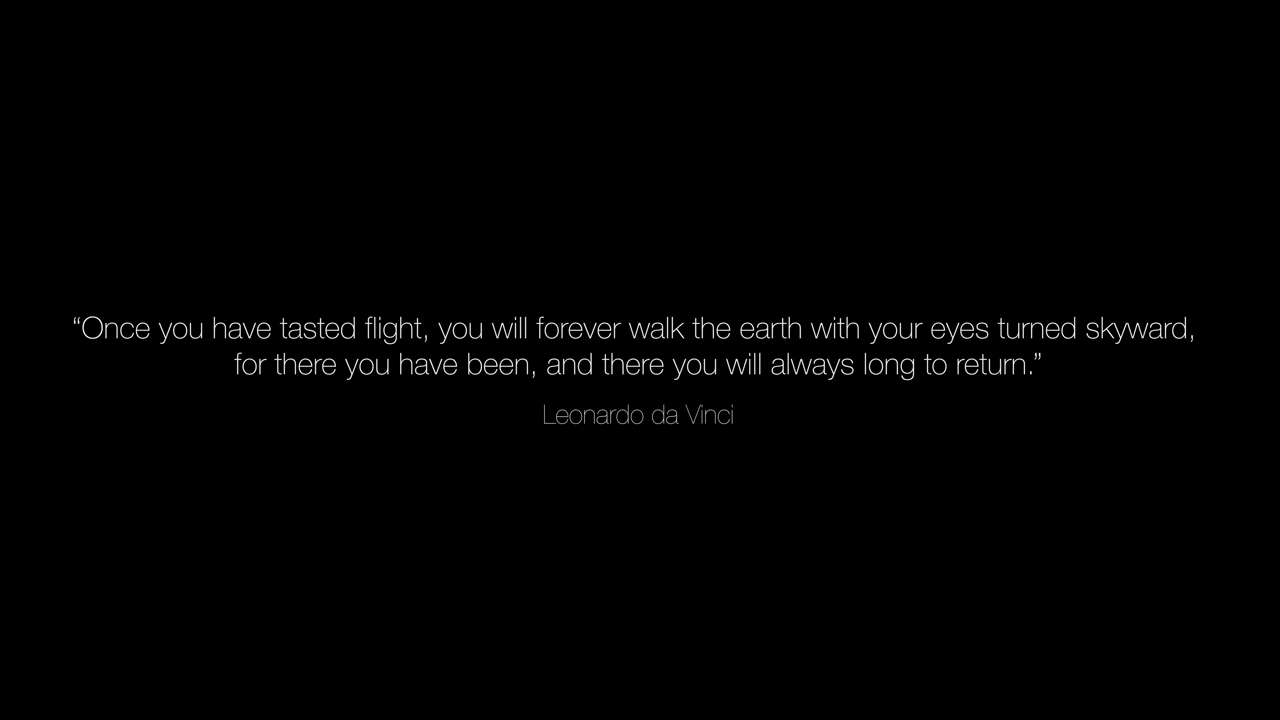 “Once you have tasted flight, you will forever walk the earth with your eyes turned skyward,
for there you have been, and there you will always long to return.”
Leonardo da Vinci